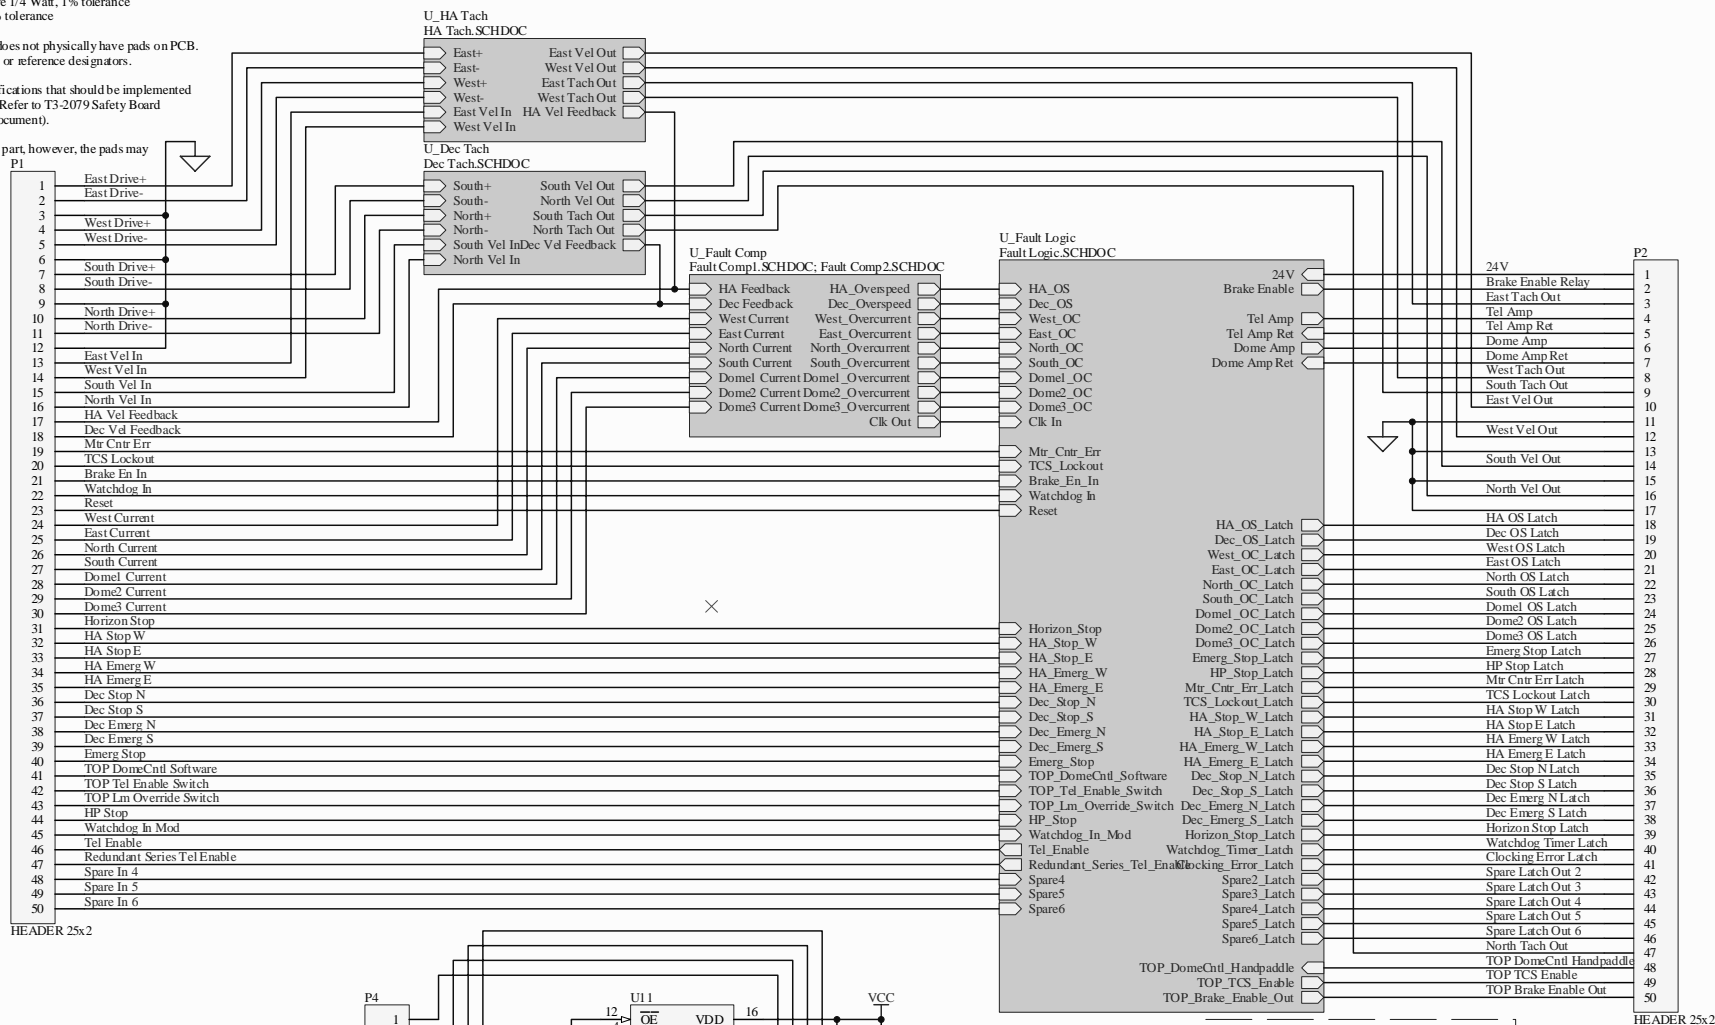 e 1/4 Watt, 1% tolerance
tolerance
does not physically have pads on PCB.
or reference designators.
fications that should be implemented
Refer to T3-2079 Safety Board
ocument).
part, however, the pads may
P1
1 East Drive+
2 East Drive-
3
4 West Drive+
5 West Drive-
6
7 South Drive+
8 South Drive-
9
10 North Drive+
11 North Drive-
12
13 East Vel In
14 West Vel In
15 South Vel In
16 North Vel In
17 HA Vel Feedback
18 Dec Vel Feedback
19 Mtr Cntr Err
20 TCS Lockout
21 Brake En In
22 Watchdog In
23 Reset
24 West Current
25 East Current
26 North Current
27 South Current
28 Dome1 Current
29 Dome2 Current
30 Dome3 Current
31 Horizon Stop
32 HA Stop W
33 HA Stop E
34 HA Emerg W
35 HA Emerg E
36 Dec Stop N
37 Dec Stop S
38 Dec Emerg N
39 Dec Emerg S
40 Emerg Stop
41 TOP DomeCntl Software
42 TOP Tel Enable Switch
43 TOP Lm Override Switch
44 HP Stop
45 Watchdog In Mod
46 Tel Enable
47 Redundant Series Tel Enable
48 Spare In 4
49 Spare In 5
50 Spare In 6
HEADER 25x2
U_HA Tach
HA Tach.SCHDOC
East+ East Vel Out
East- West Vel Out
West+ East Tach Out
West- West Tach Out
East Vel In HA Vel Feedback
West Vel In
U_Dec Tach
Dec Tach.SCHDOC
South+ South Vel Out
South- North Vel Out
North+ South Tach Out
North- North Tach Out
South Vel In Dec Vel Feedback
North Vel In
U_Fault Comp
Fault Comp1.SCHDOC; Fault Comp2.SCHDOC
HA Feedback HA_Overspeed
Dec Feedback Dec_Overspeed
West Current West_Overcurrent
East Current East_Overcurrent
North Current North_Overcurrent
South Current South_Overcurrent
Dome1 Current Dome1_Overcurrent
Dome2 Current Dome2_Overcurrent
Dome3 Current Dome3_Overcurrent
Clk Out
U_Fault Logic
Fault Logic.SCHDOC
24V
HA_OS Brake Enable
Dec_OS
West_OC Tel Amp
East_OC Tel Amp Ret
North_OC Dome Amp
South_OC Dome Amp Ret
Dome1_OC
Dome2_OC
Dome3_OC
Clk In
Mtr_Cntr_Err
TCS_Lockout
Brake_En_In
Watchdog In
Reset
HA_OS_Latch
Dec_OS_Latch
West_OC_Latch
East_OC_Latch
North_OC_Latch
South_OC_Latch
Dome1_OC_Latch
Horizon_Stop Dome2_OC_Latch
HA_Stop_W Dome3_OC_Latch
HA_Stop_E Emerg_Stop_Latch
HA_Emerg_W HP_Stop_Latch
HA_Emerg_E Mtr_Cntr_Err_Latch
Dec_Stop_N TCS_Lockout_Latch
Dec_Stop_S HA_Stop_W_Latch
Dec_Emerg_N HA_Stop_E_Latch
Dec_Emerg_S HA_Emerg_W_Latch
Emerg_Stop HA_Emerg_E_Latch
TOP_DomeCntl_Software Dec_Stop_N_Latch
TOP_Tel_Enable_Switch Dec_Stop_S_Latch
TOP_Lm_Override_Switch Dec_Emerg_N_Latch
HP_Stop Dec_Emerg_S_Latch
Watchdog_In_Mod Horizon_Stop_Latch
Tel_Enable Watchdog_Timer_Latch
Redundant_Series_Tel_Enable Clocking_Error_Latch
Spare4 Spare2_Latch
Spare5 Spare3_Latch
Spare6 Spare4_Latch
Spare5_Latch
Spare6_Latch
TOP_DomeCntl_Handpaddle
TOP_TCS_Enable
TOP_Brake_Enable_Out
P2
24V 1
Brake Enable Relay 2
East Tach Out 3
Tel Amp 4
Tel Amp Ret 5
Dome Amp 6
Dome Amp Ret 7
West Tach Out 8
South Tach Out 9
East Vel Out 10
11
West Vel Out 12
13
South Vel Out 14
15
North Vel Out 16
17
HA OS Latch 18
Dec OS Latch 19
West OS Latch 20
East OS Latch 21
North OS Latch 22
South OS Latch 23
Dome1 OS Latch 24
Dome2 OS Latch 25
Dome3 OS Latch 26
Emerg Stop Latch 27
HP Stop Latch 28
Mtr Cntr Err Latch 29
TCS Lockout Latch 30
HA Stop W Latch 31
HA Stop E Latch 32
HA Emerg W Latch 33
HA Emerg E Latch 34
Dec Stop N Latch 35
Dec Stop S Latch 36
Dec Emerg N Latch 37
Dec Emerg S Latch 38
Horizon Stop Latch 39
Watchdog Timer Latch 40
Clocking Error Latch 41
Spare Latch Out 2 42
Spare Latch Out 3 43
Spare Latch Out 4 44
Spare Latch Out 5 45
Spare Latch Out 6 46
North Tach Out 47
TOP DomeCntl Handpaddle 48
TOP TCS Enable 49
TOP Brake Enable Out 50
HEADER 25x2
P4
1
U11
12 OE VDD 16
VCC